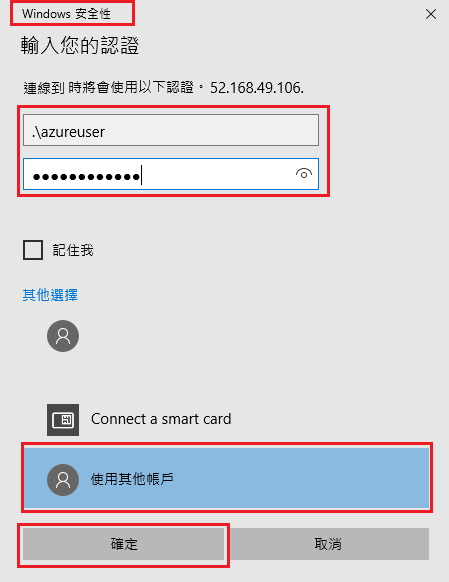 Windows 安全性
輸入您的認證
連線到 時將會使用以下認證。 52.168.49.106.
.\azureuser
●●●●●●●●●●●●
記住我
其他選擇
Connect a smart card
使用其他帳戶
確定
取消